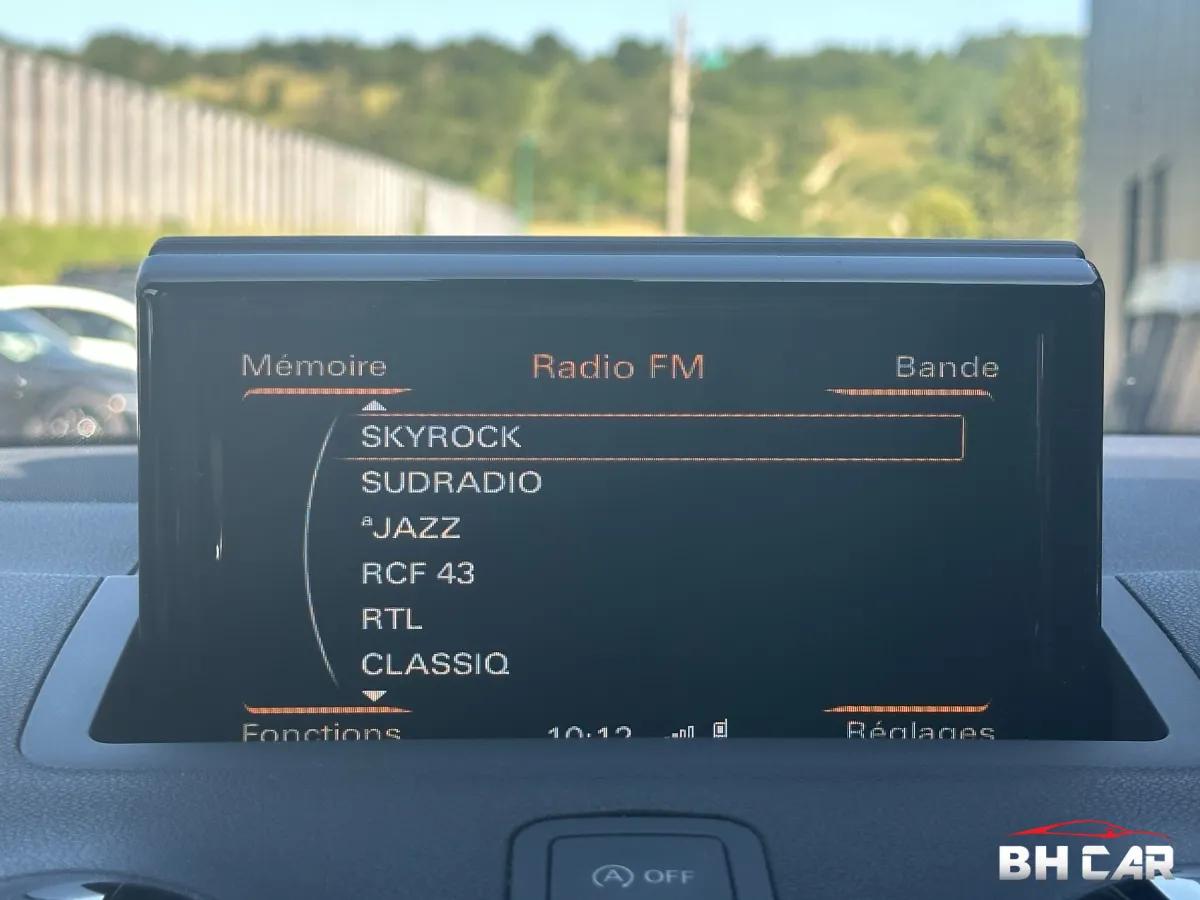 Mémoire Radio FM Bande
SKYROCK
SUDRADIO
ªJAZZ
RCF 43
RTL
CLASSIQ
Fonctions 10:12 Réglages
A OFF
BH CAR